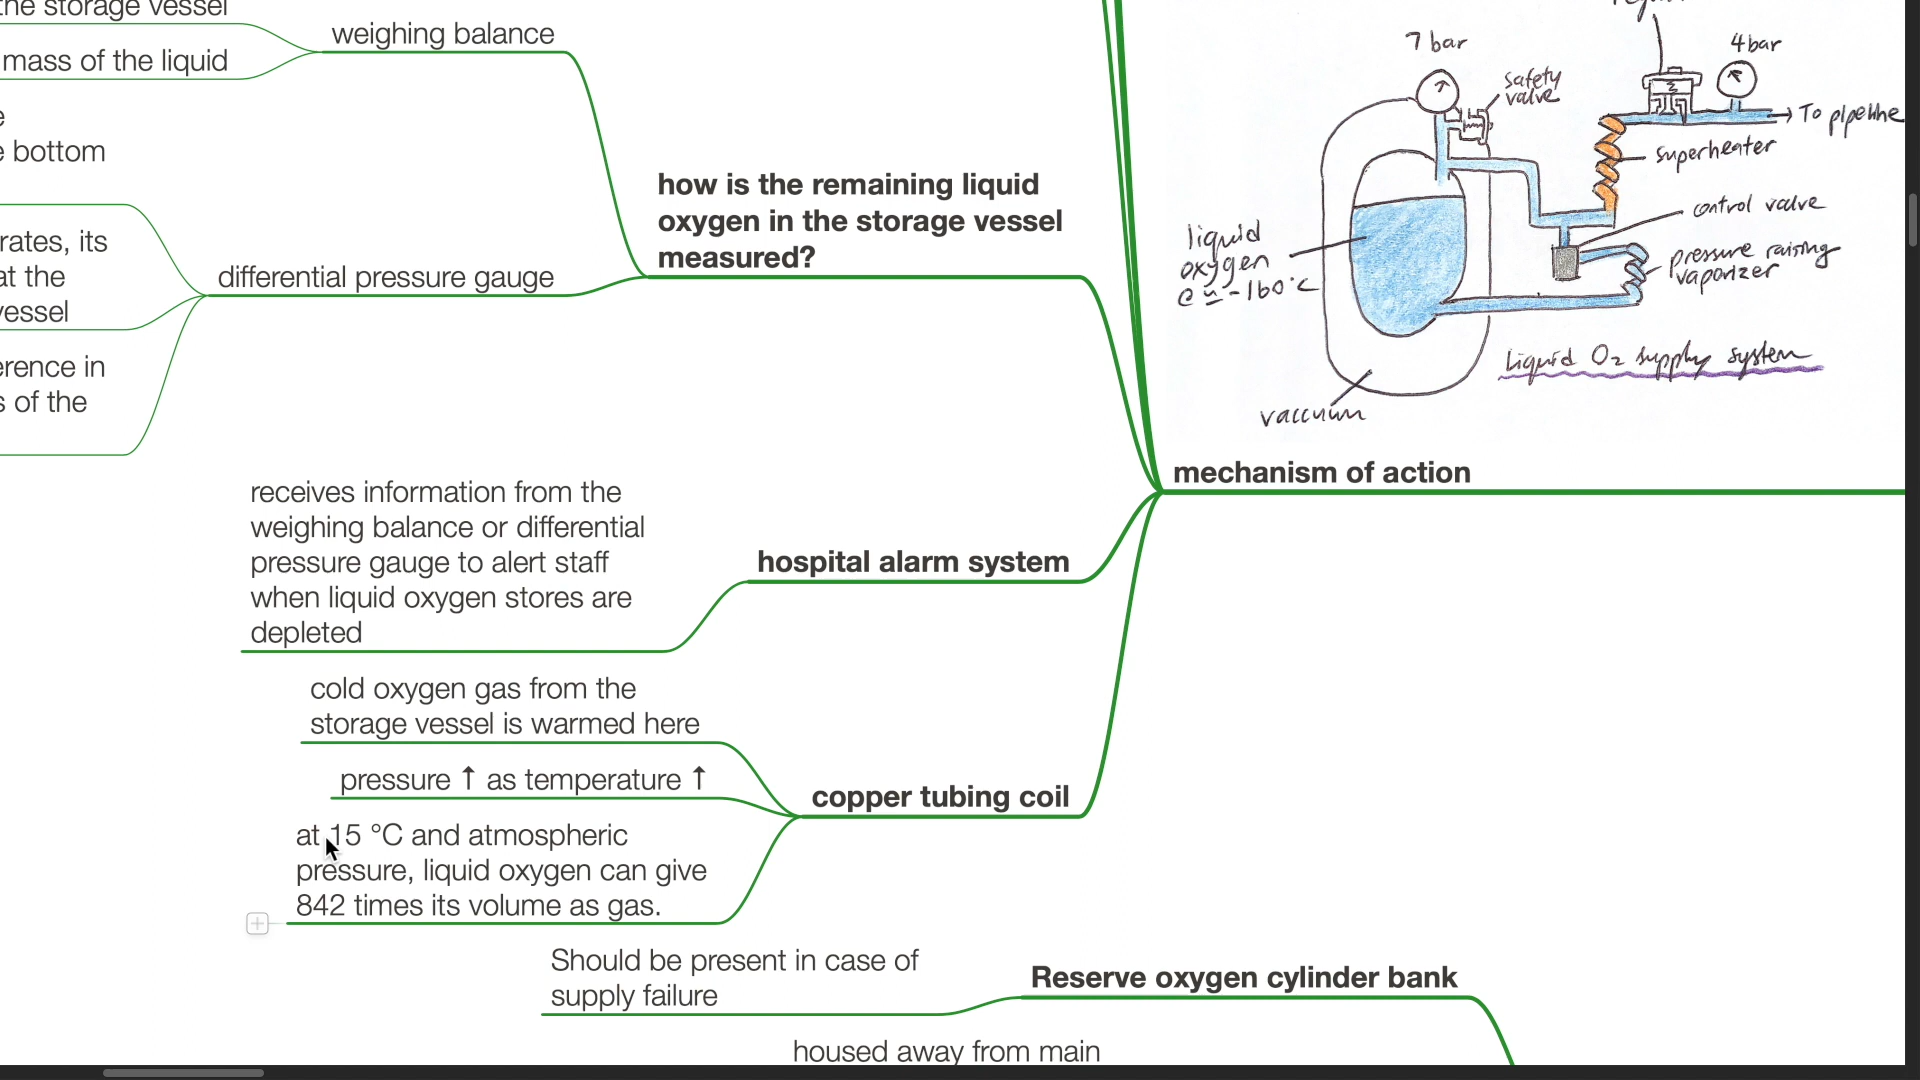 the storage vessel
mass of the liquid
weighing balance
e
e bottom
rates, its
at the
vessel
erence in
s of the
differential pressure gauge
how is the remaining liquid
oxygen in the storage vessel
measured?
receives information from the
weighing balance or differential
pressure gauge to alert staff
when liquid oxygen stores are
depleted
hospital alarm system
cold oxygen gas from the
storage vessel is warmed here
pressure ↑ as temperature ↑
at 15 °C and atmospheric
pressure, liquid oxygen can give
842 times its volume as gas.
copper tubing coil
mechanism of action
7 bar
safety
valve
4 bar
→ To pipeline
superheater
control valve
pressure raising
vaporizer
liquid
oxygen
@ ≈ -160°C
vaccuum
Liquid O2 supply system
Should be present in case of
supply failure
Reserve oxygen cylinder bank
housed away from main